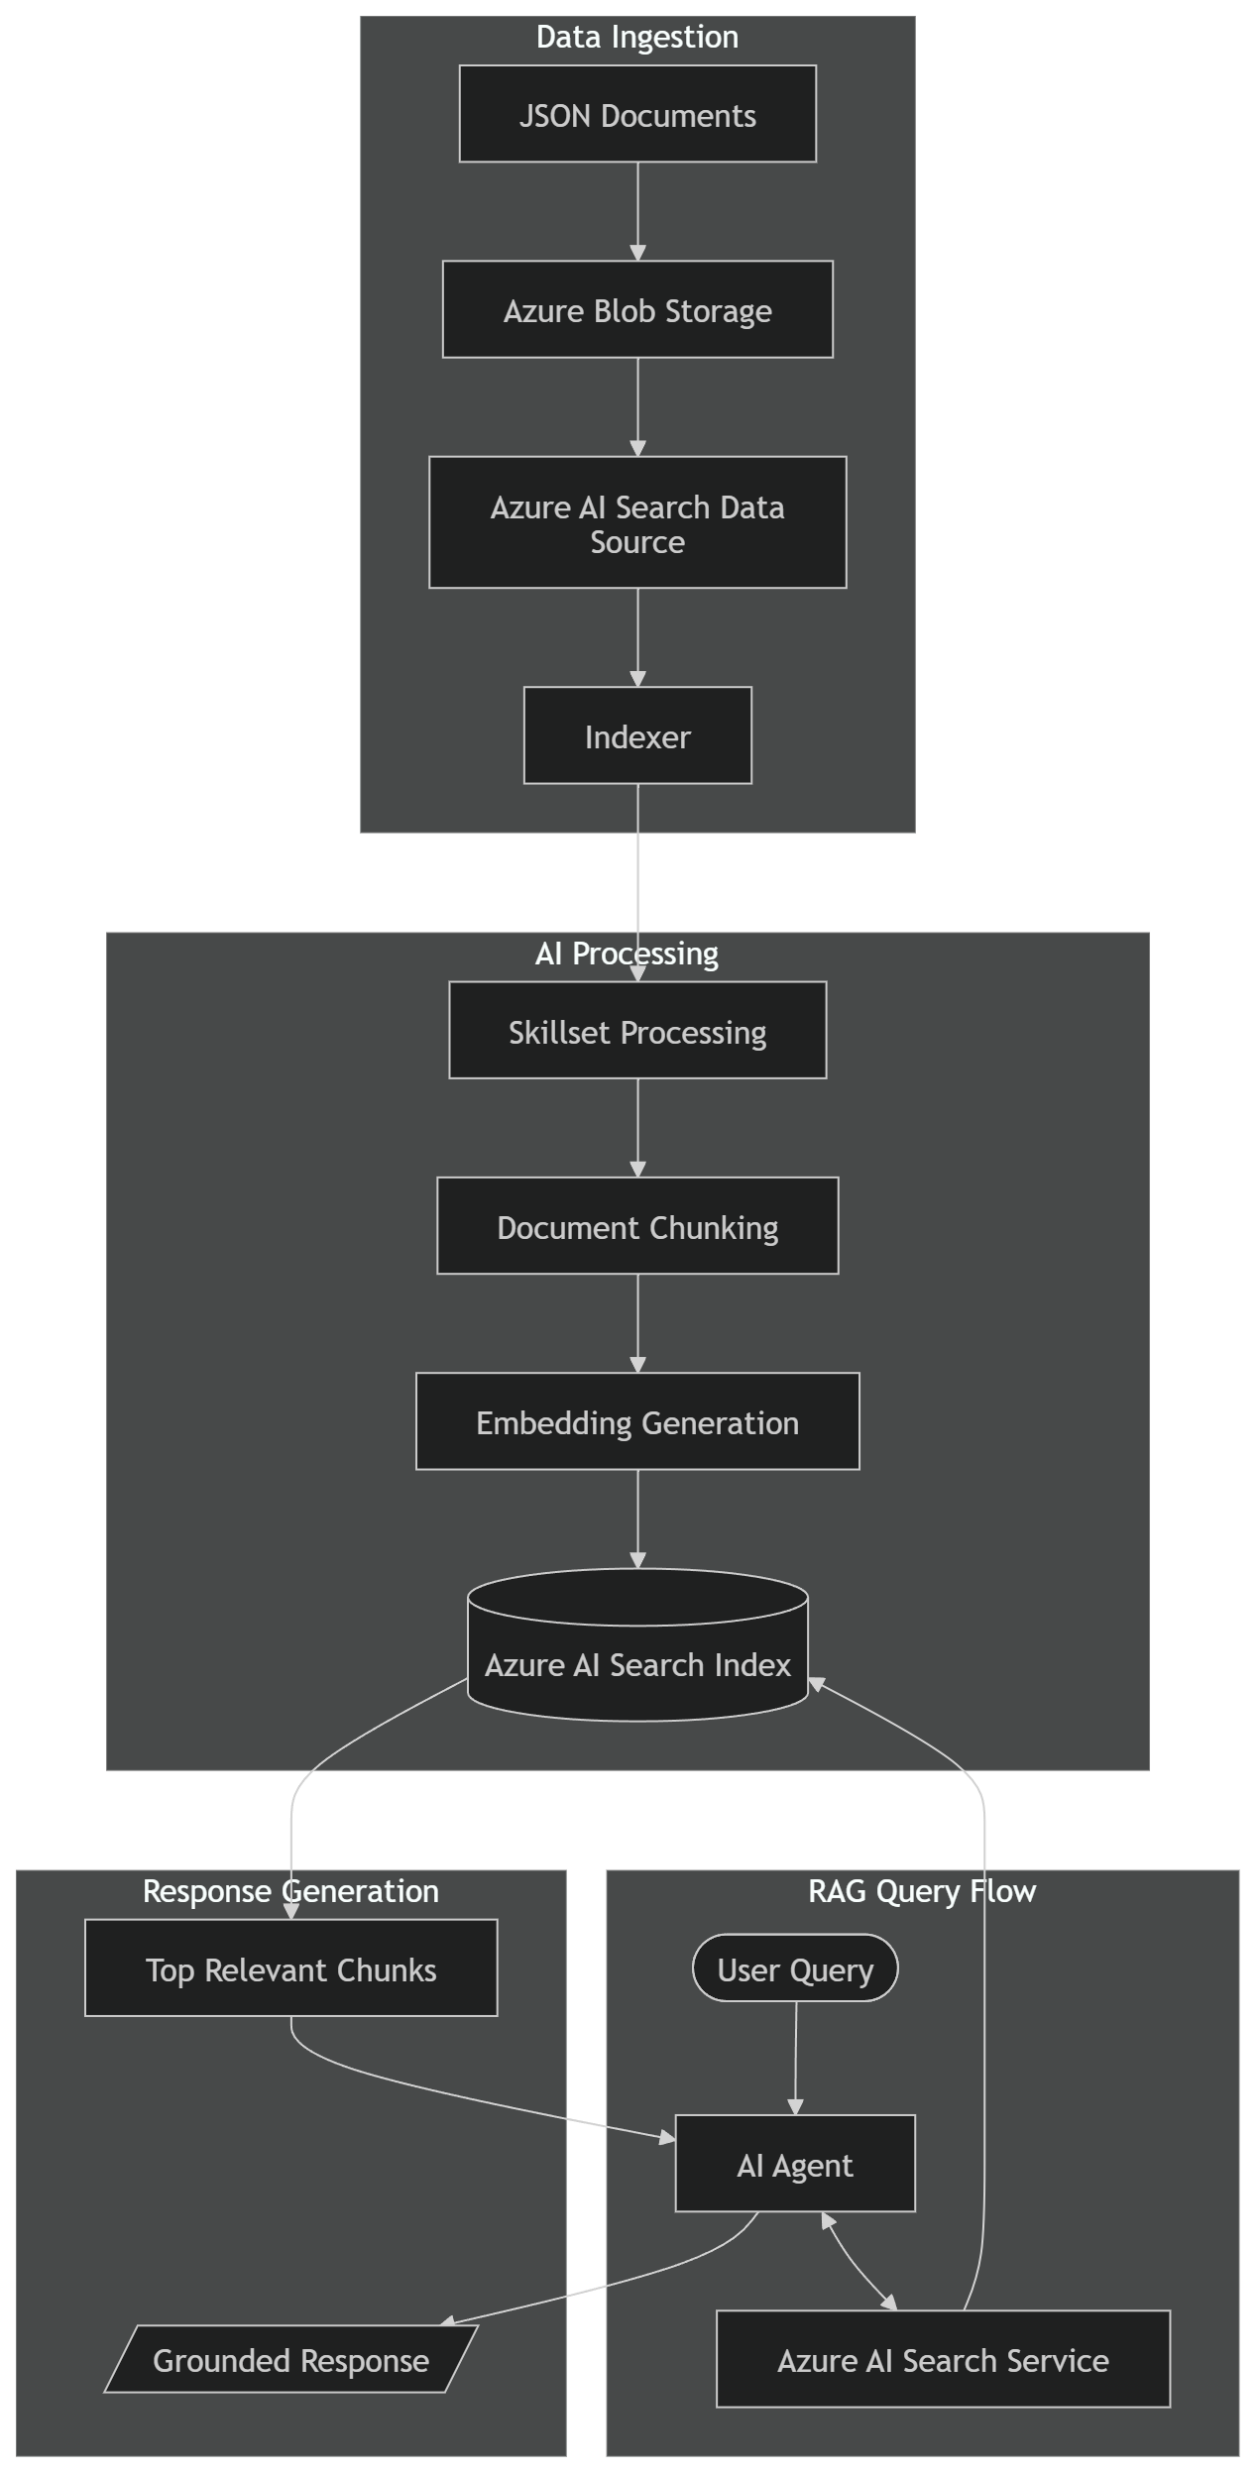 Data Ingestion
JSON Documents
Azure Blob Storage
Azure AI Search Data
Source
Indexer
AI Processing
Skillset Processing
Document Chunking
Embedding Generation
Azure AI Search Index
Response Generation
Top Relevant Chunks
Grounded Response
RAG Query Flow
User Query
AI Agent
Azure AI Search Service